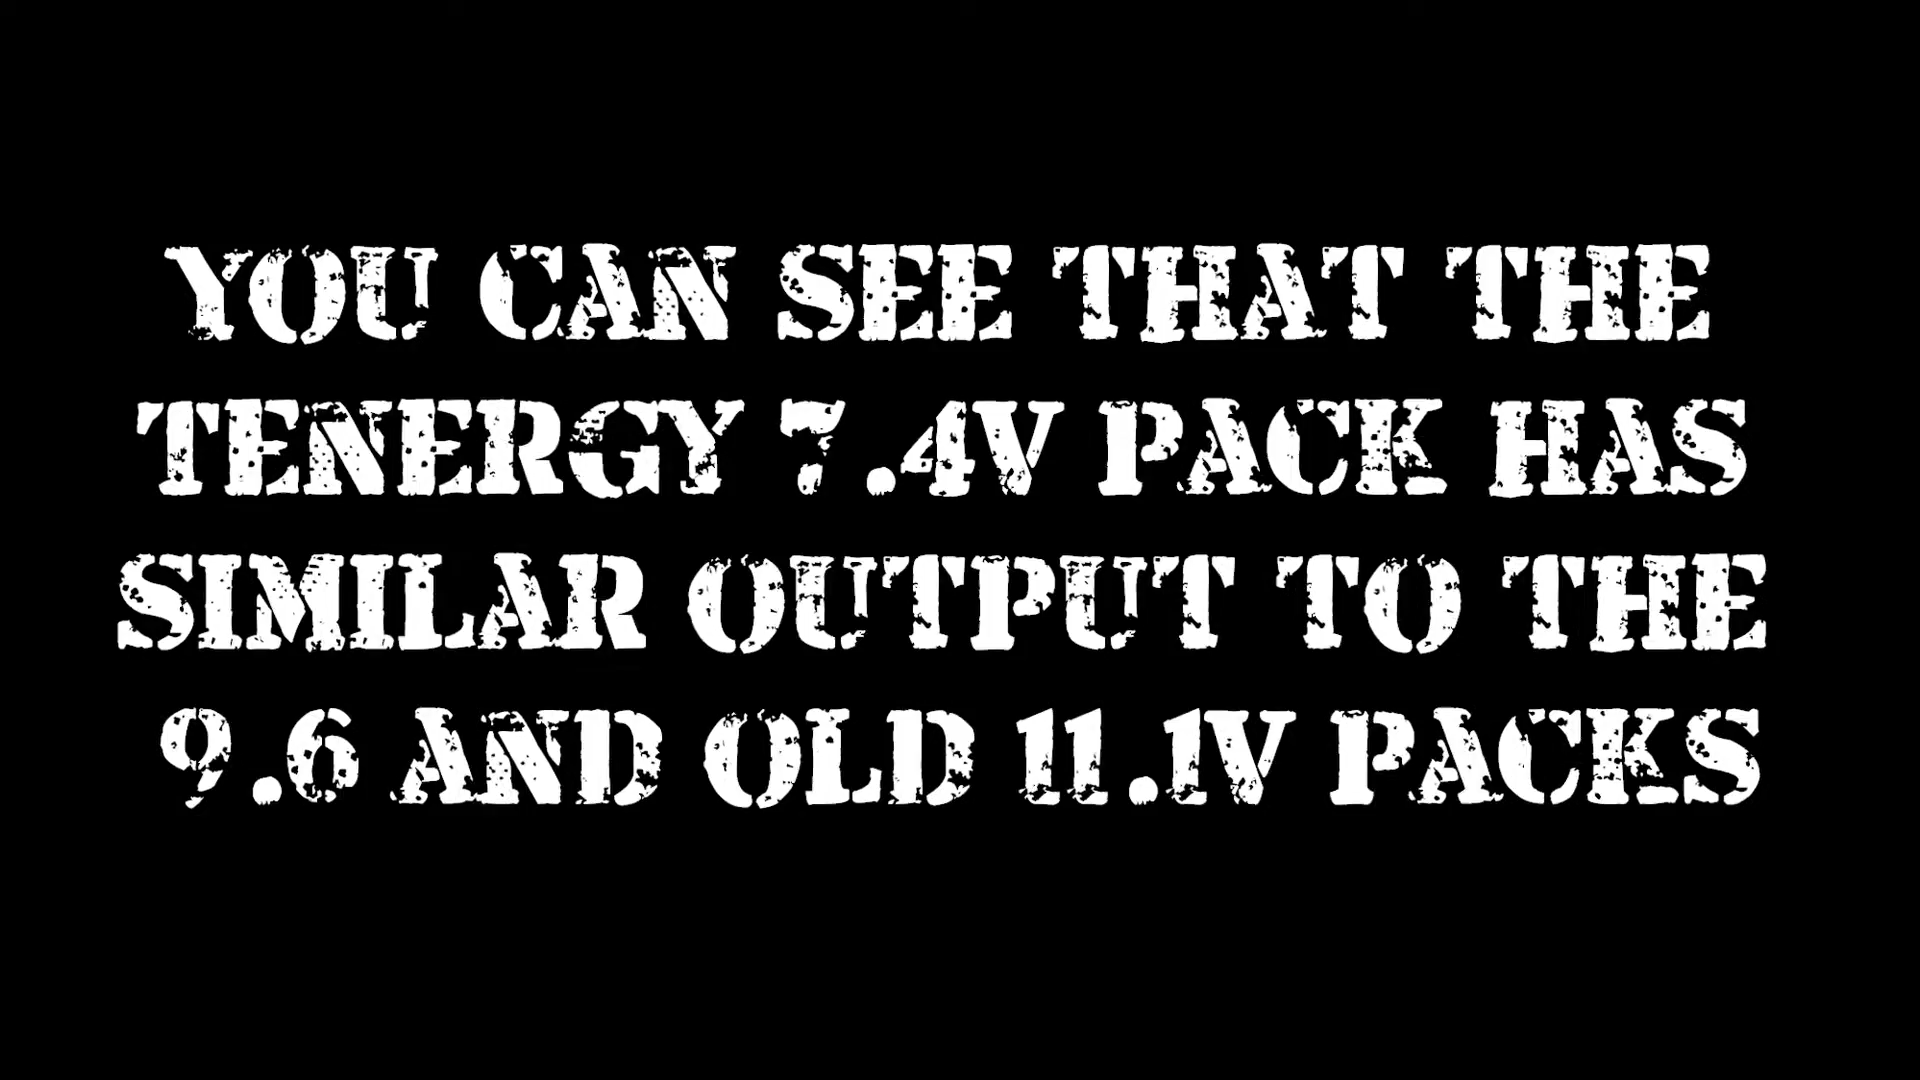 YOU CAN SEE THAT THE
TENERGY 7.4V PACK HAS
SIMILAR OUTPUT TO THE
9.6 AND OLD 11.1V PACKS